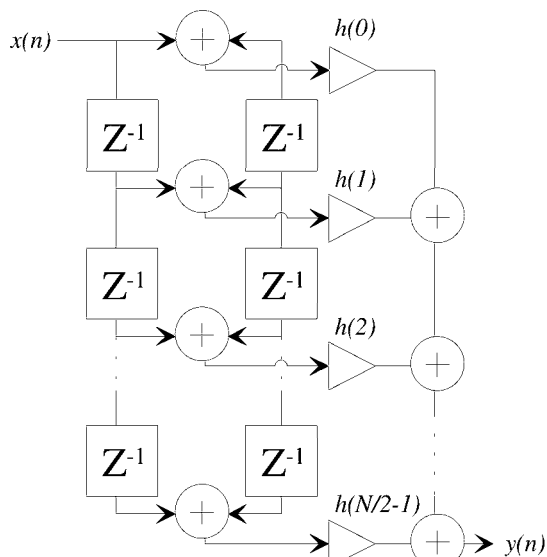 x(n)
h(0)
Z⁻¹ Z⁻¹
h(1)
Z⁻¹ Z⁻¹
h(2)
Z⁻¹ Z⁻¹
h(N/2-1)
y(n)